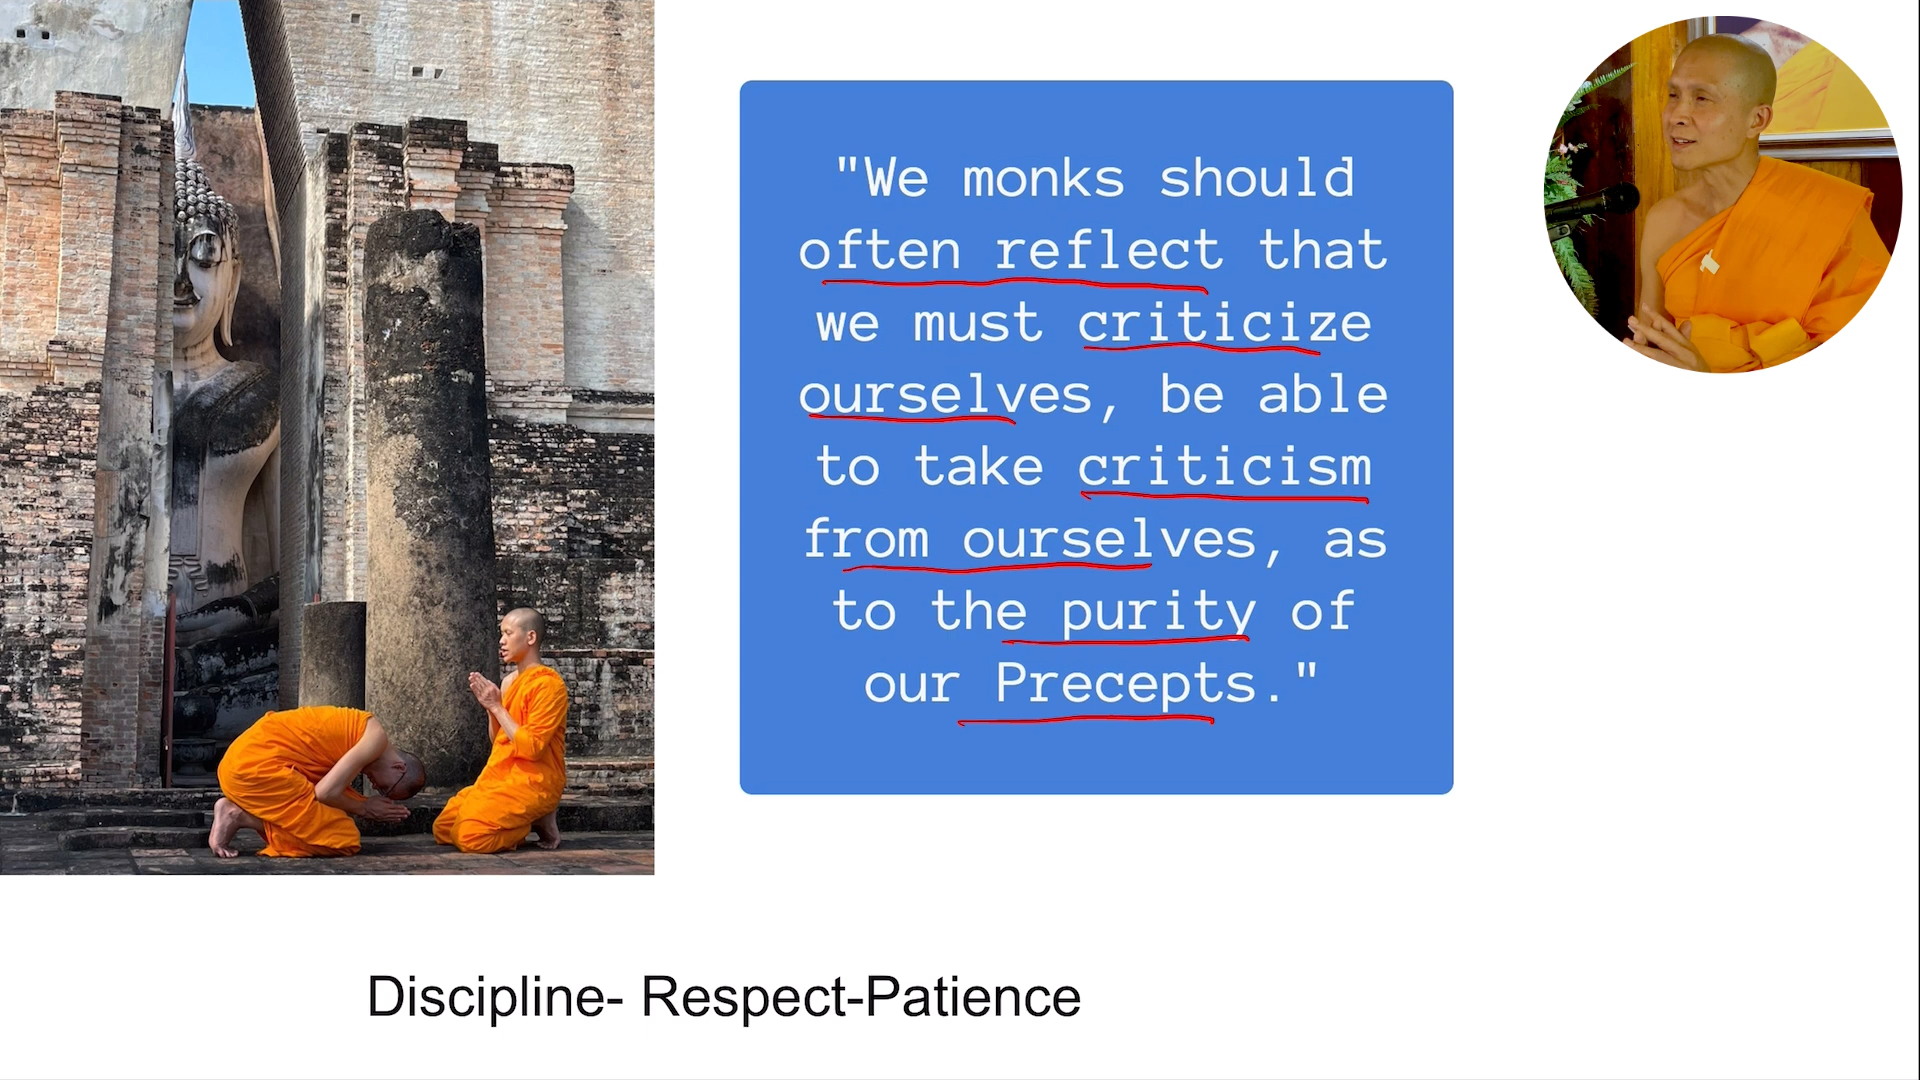 "We monks should
often reflect that
we must criticize
ourselves, be able
to take criticism
from ourselves, as
to the purity of
our Precepts."
Discipline- Respect-Patience